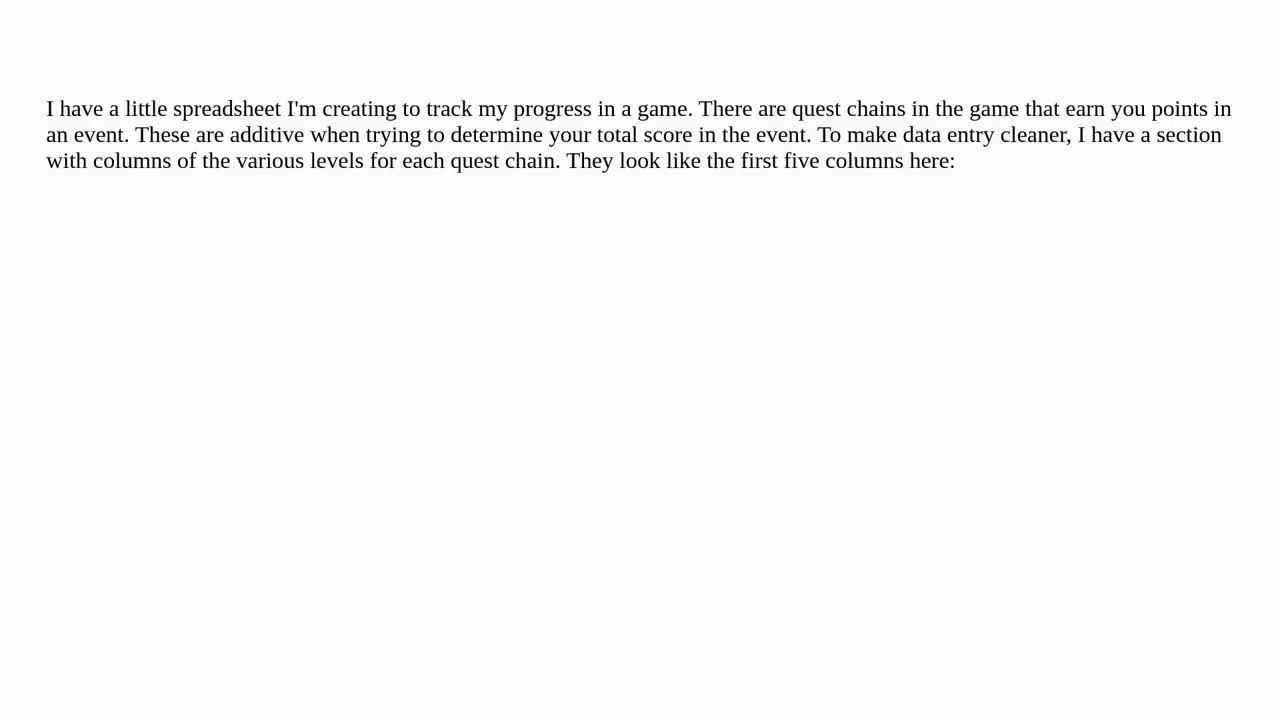 I have a little spreadsheet I'm creating to track my progress in a game. There are quest chains in the game that earn you points in
an event. These are additive when trying to determine your total score in the event. To make data entry cleaner, I have a section
with columns of the various levels for each quest chain. They look like the first five columns here: